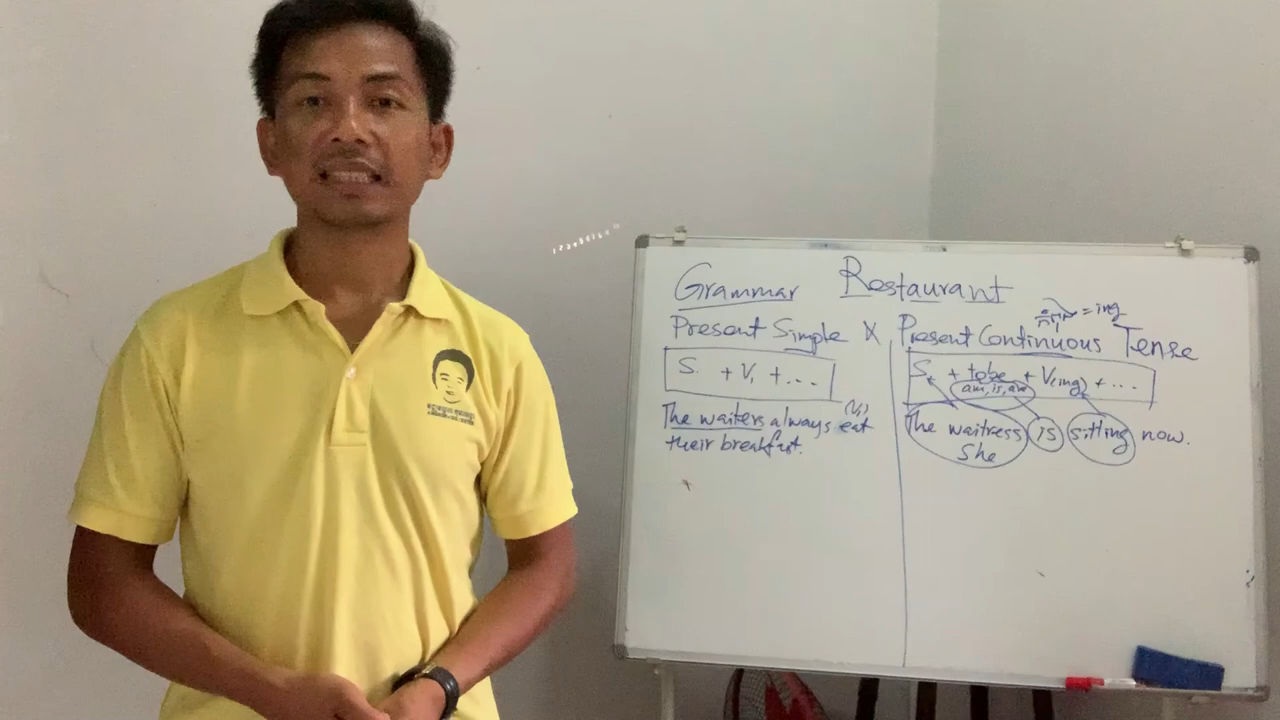 Grammar Restaurant
= ing
Present Simple X Present Continuous Tense
S. + V1 + ...
S. + tobe + V(ing) + ...
am, is, are
(V1)
The waiters always eat
their breakfast.
The waitress is sitting now.
She